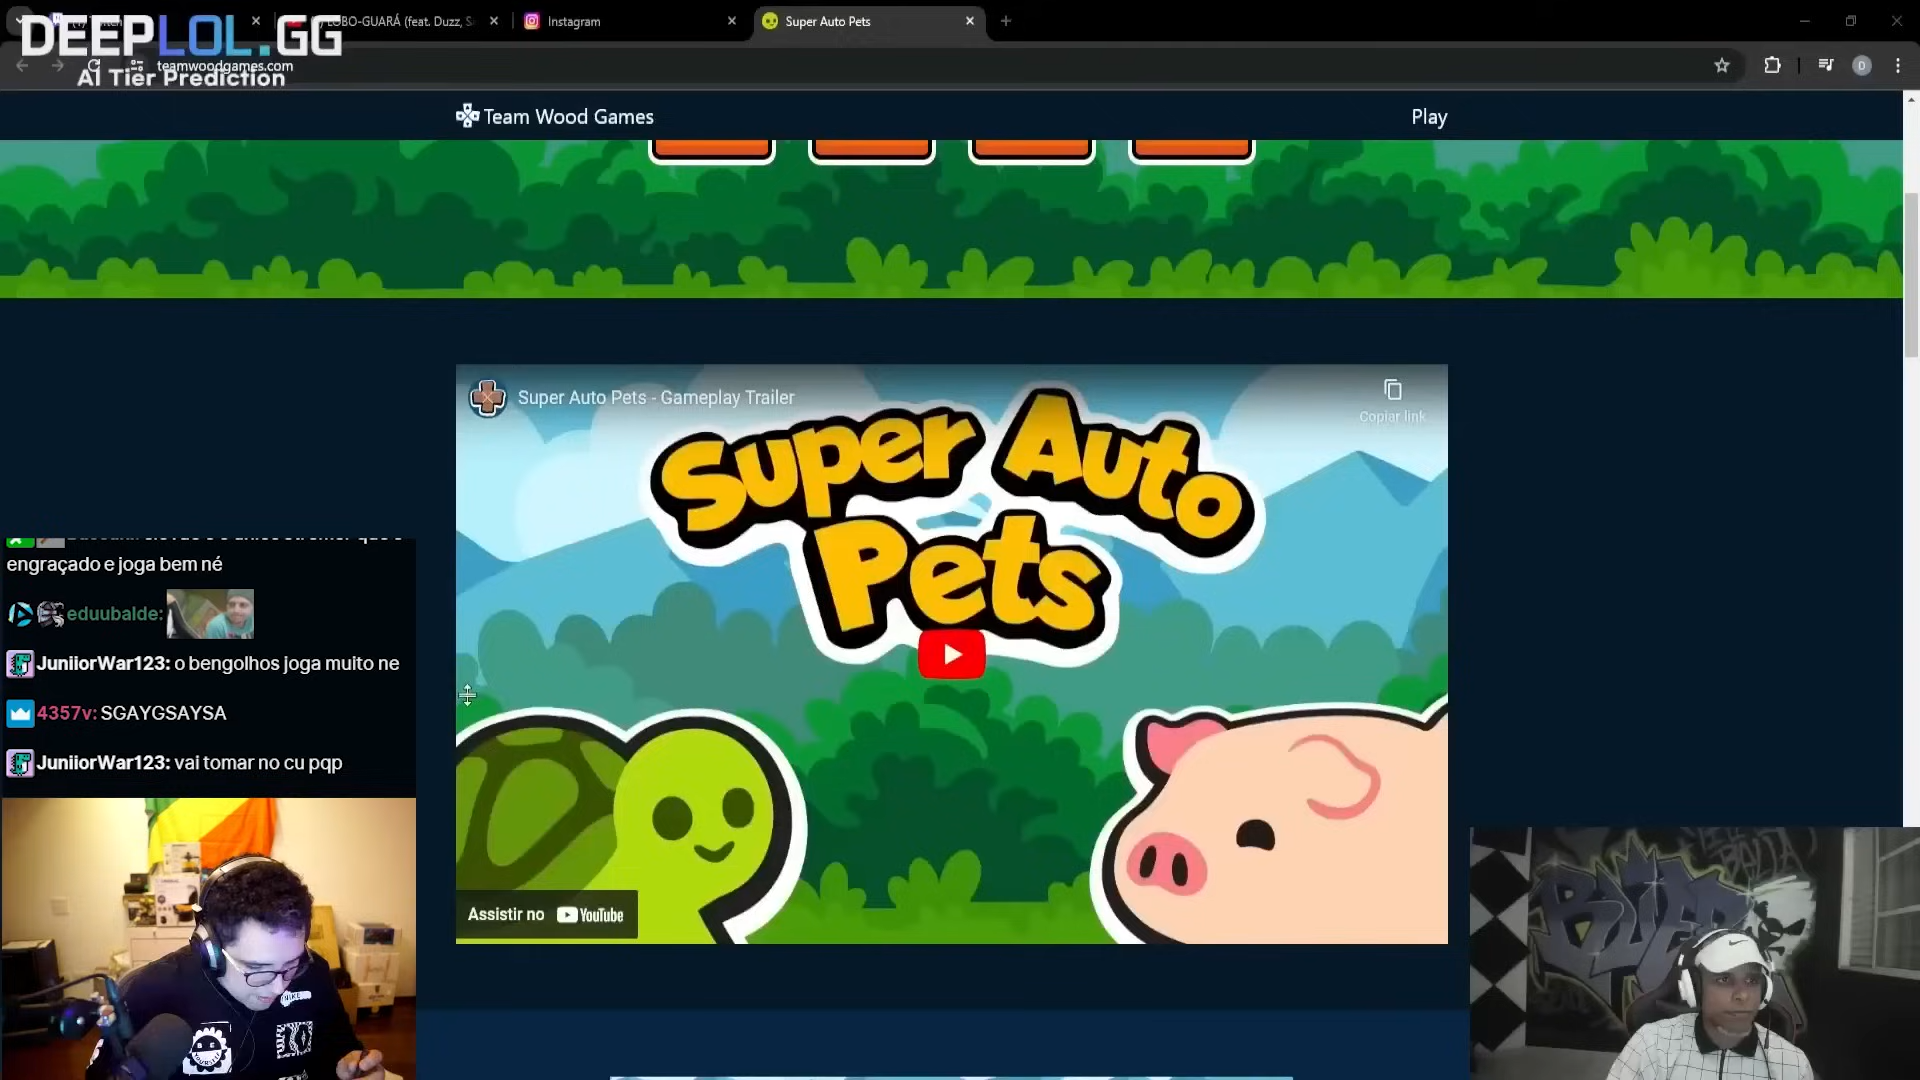 DEEPLOL.GG
AI Tier Prediction
LOBO-GUARÁ (feat. Duzz,
Instagram
Super Auto Pets
teamwoodgames.com
D
Team Wood Games
Play
Super Auto Pets - Gameplay Trailer
Copiar link
Super Auto
Pets
Assistir no YouTube
engraçado e joga bem né
eduubalde:
JuniiorWar123: o bengolhos joga muito ne
4357v: SGAYGSAYSA
JuniiorWar123: vai tomar no cu pqp